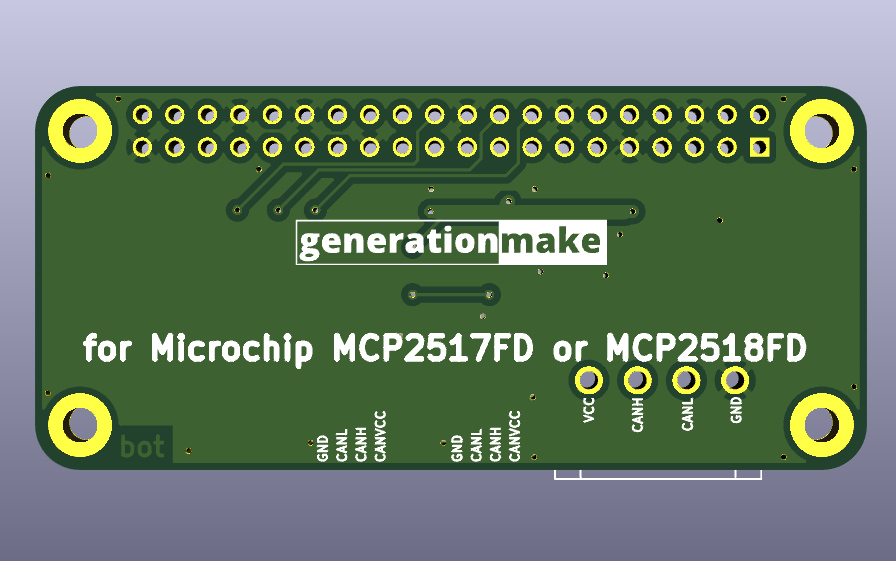 generationmake
for Microchip MCP2517FD or MCP2518FD
VCC
CANH
CANL
GND
bot
GND
CANL
CANH
CANVCC
GND
CANL
CANH
CANVCC